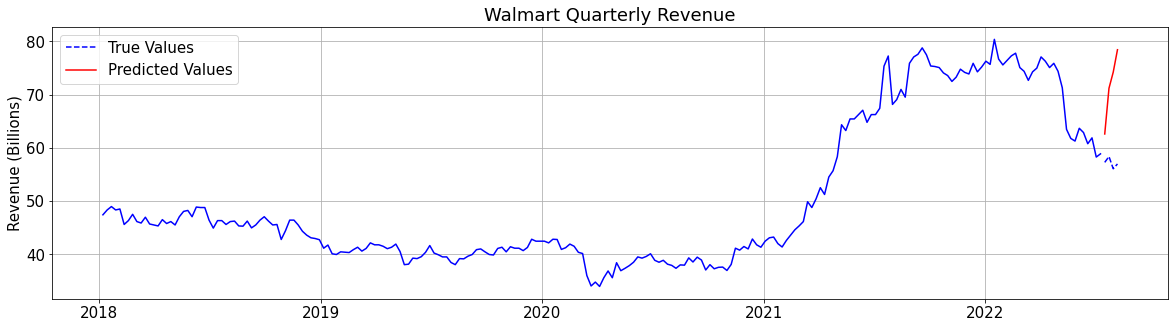 Walmart Quarterly Revenue
True Values
Predicted Values
Revenue (Billions)
80
70
60
50
40
2018
2019
2020
2021
2022